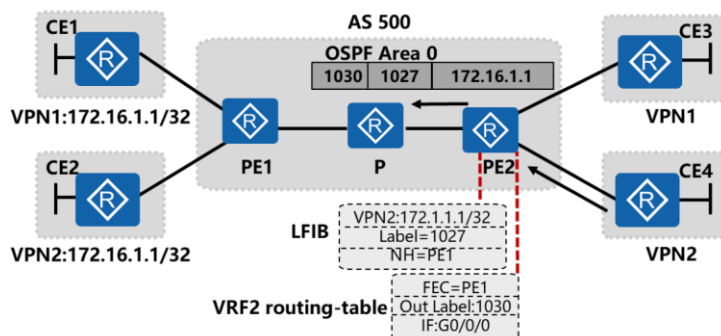 AS 500
CE1
CE3
OSPF Area 0
R
1030 1027 172.16.1.1
R
VPN1:172.16.1.1/32
VPN1
R
R
R
PE1
P
PE2
CE2
CE4
R
R
VPN2:172.16.1.1/32
VPN2
LFIB
VPN2:172.1.1.1/32
Label=1027
NH=PE1
VRF2 routing-table
FEC=PE1
Out Label:1030
IF:G0/0/0